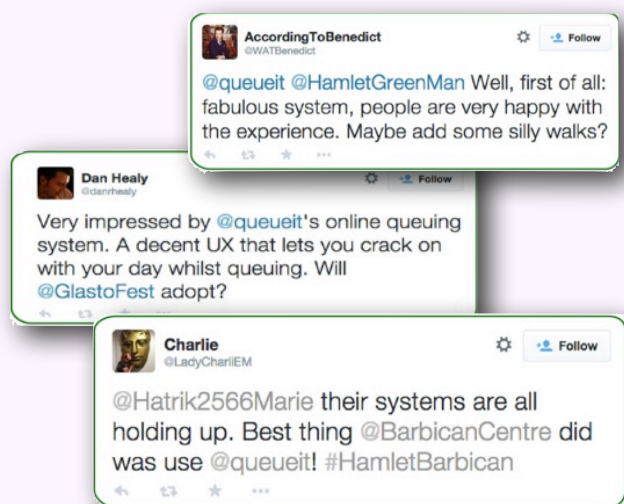 AccordingToBenedict
@WATBenedict
Follow
@queueit @HamletGreenMan Well, first of all:
fabulous system, people are very happy with
the experience. Maybe add some silly walks?
Dan Healy
@danrhealy
Follow
Very impressed by @queueit's online queuing
system. A decent UX that lets you crack on
with your day whilst queuing. Will
@GlastoFest adopt?
Charlie
@LadyCharliEM
Follow
@Hatrik2566Marie their systems are all
holding up. Best thing @BarbicanCentre did
was use @queueit! #HamletBarbican